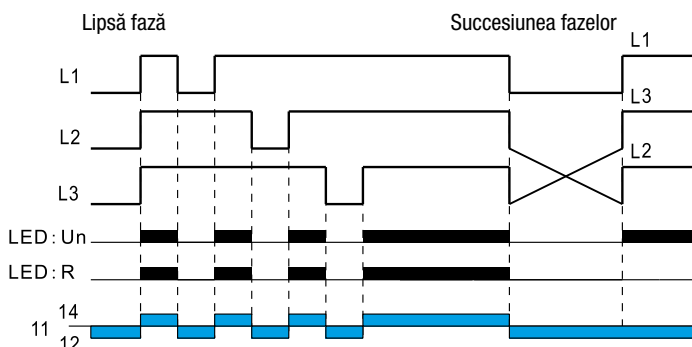 Lipsă fază
Succesiunea fazelor
L1
L1
L2
L3
L3
L2
LED: Un
LED: R
14
11
12